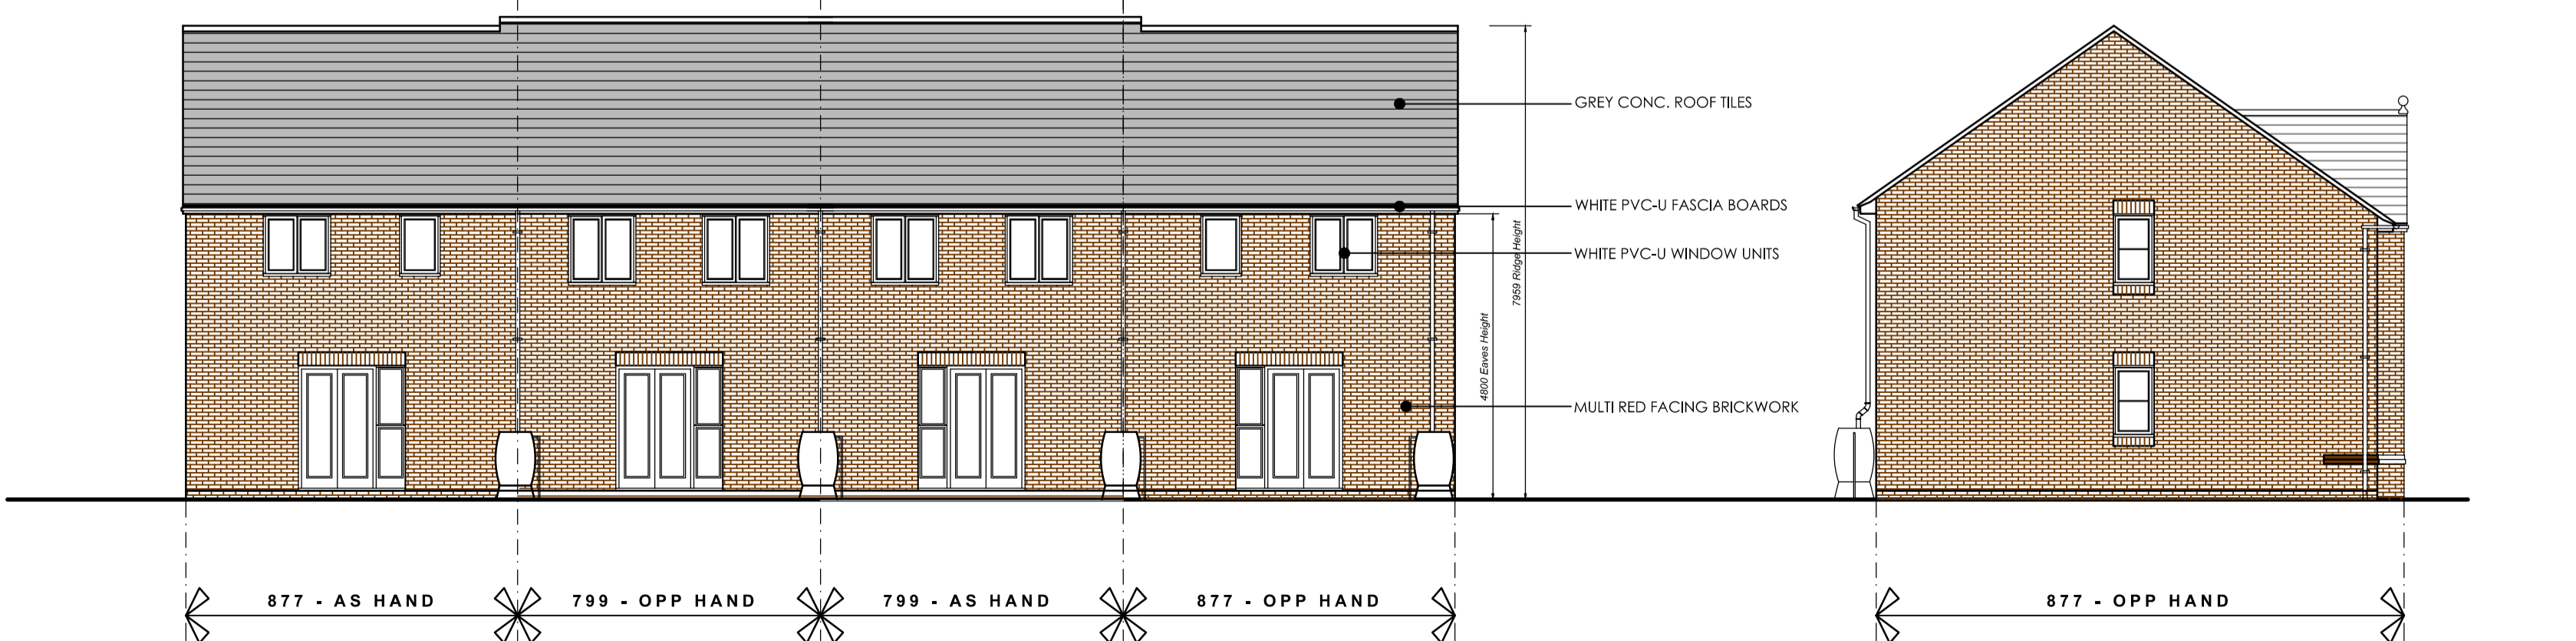 GREY CONC. ROOF TILES
WHITE PVC-U FASCIA BOARDS
WHITE PVC-U WINDOW UNITS
7959 Ridge Height
4800 Eaves Height
MULTI RED FACING BRICKWORK
877 - AS HAND
799 - OPP HAND
799 - AS HAND
877 - OPP HAND
877 - OPP HAND